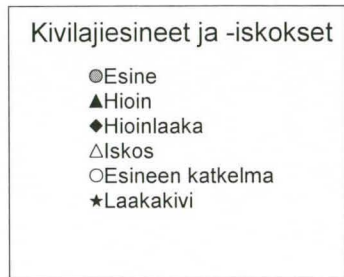 Kivilajiesineet ja -iskokset
Esine
Hioin
Hioinlaaka
Iskos
Esineen katkelma
Laakakivi